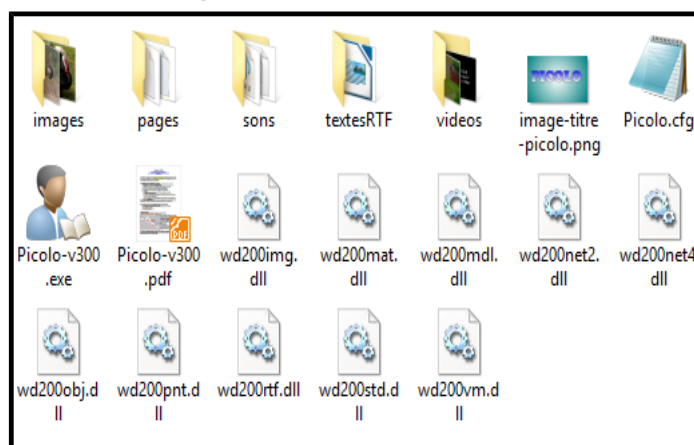 PICOLO
images pages sons textesRTF videos image-titre Picolo.cfg
-picolo.png
PDF
Picolo-v300 Picolo-v300 wd200img. wd200mat. wd200mdl. wd200net2. wd200net4
.exe .pdf dll dll dll dll dll
wd200obj.d wd200pnt.d wd200rtf.dll wd200std.d wd200vm.d
ll ll ll ll